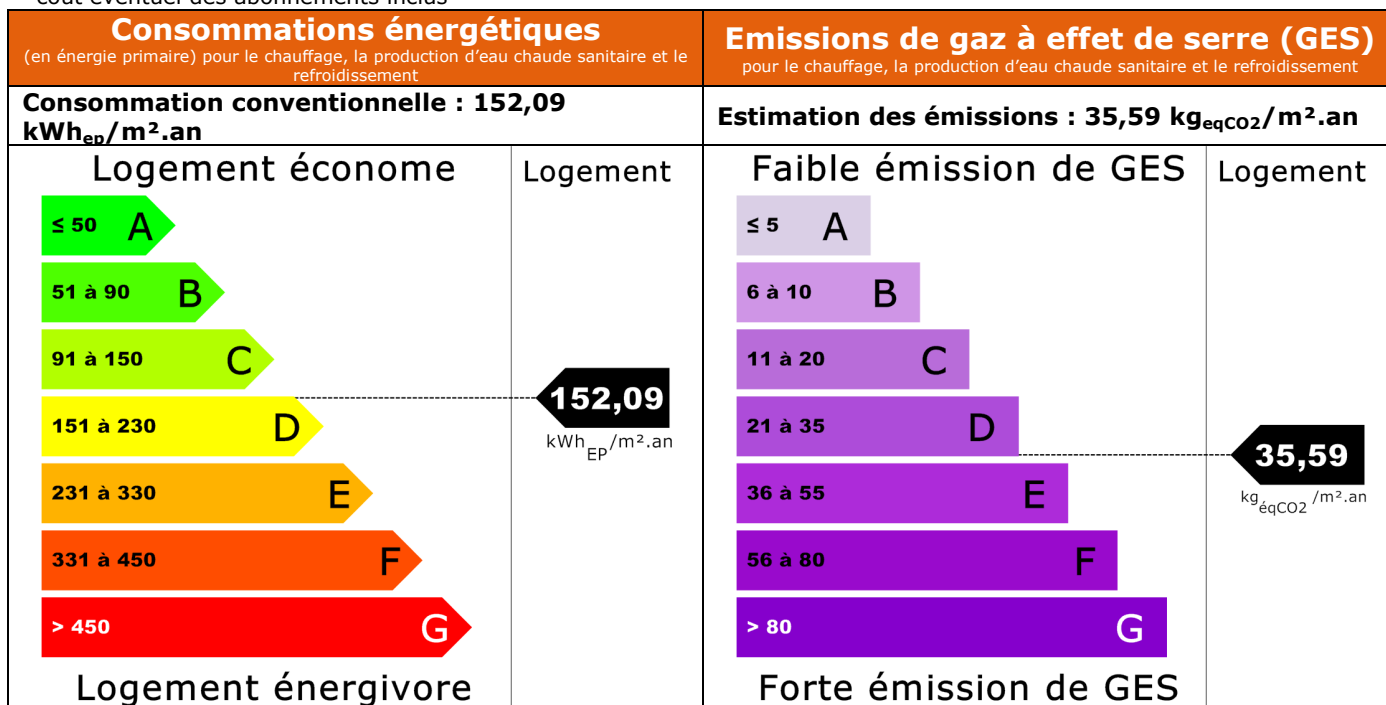 coût éventuel des abonnements inclus
Consommations énergétiques
(en énergie primaire) pour le chauffage, la production d'eau chaude sanitaire et le
refroidissement
Consommation conventionnelle : 152,09
kWhep/m².an
Logement économe
Logement
≤ 50 A
51 à 90 B
91 à 150 C
151 à 230 D
231 à 330 E
331 à 450 F
> 450 G
152,09
kWhEP/m².an
Logement énergivore
Emissions de gaz à effet de serre (GES)
pour le chauffage, la production d'eau chaude sanitaire et le refroidissement
Estimation des émissions : 35,59 kgeqCO2/m².an
Faible émission de GES
Logement
≤ 5 A
6 à 10 B
11 à 20 C
21 à 35 D
36 à 55 E
56 à 80 F
> 80 G
35,59
kgéqCO2/m².an
Forte émission de GES